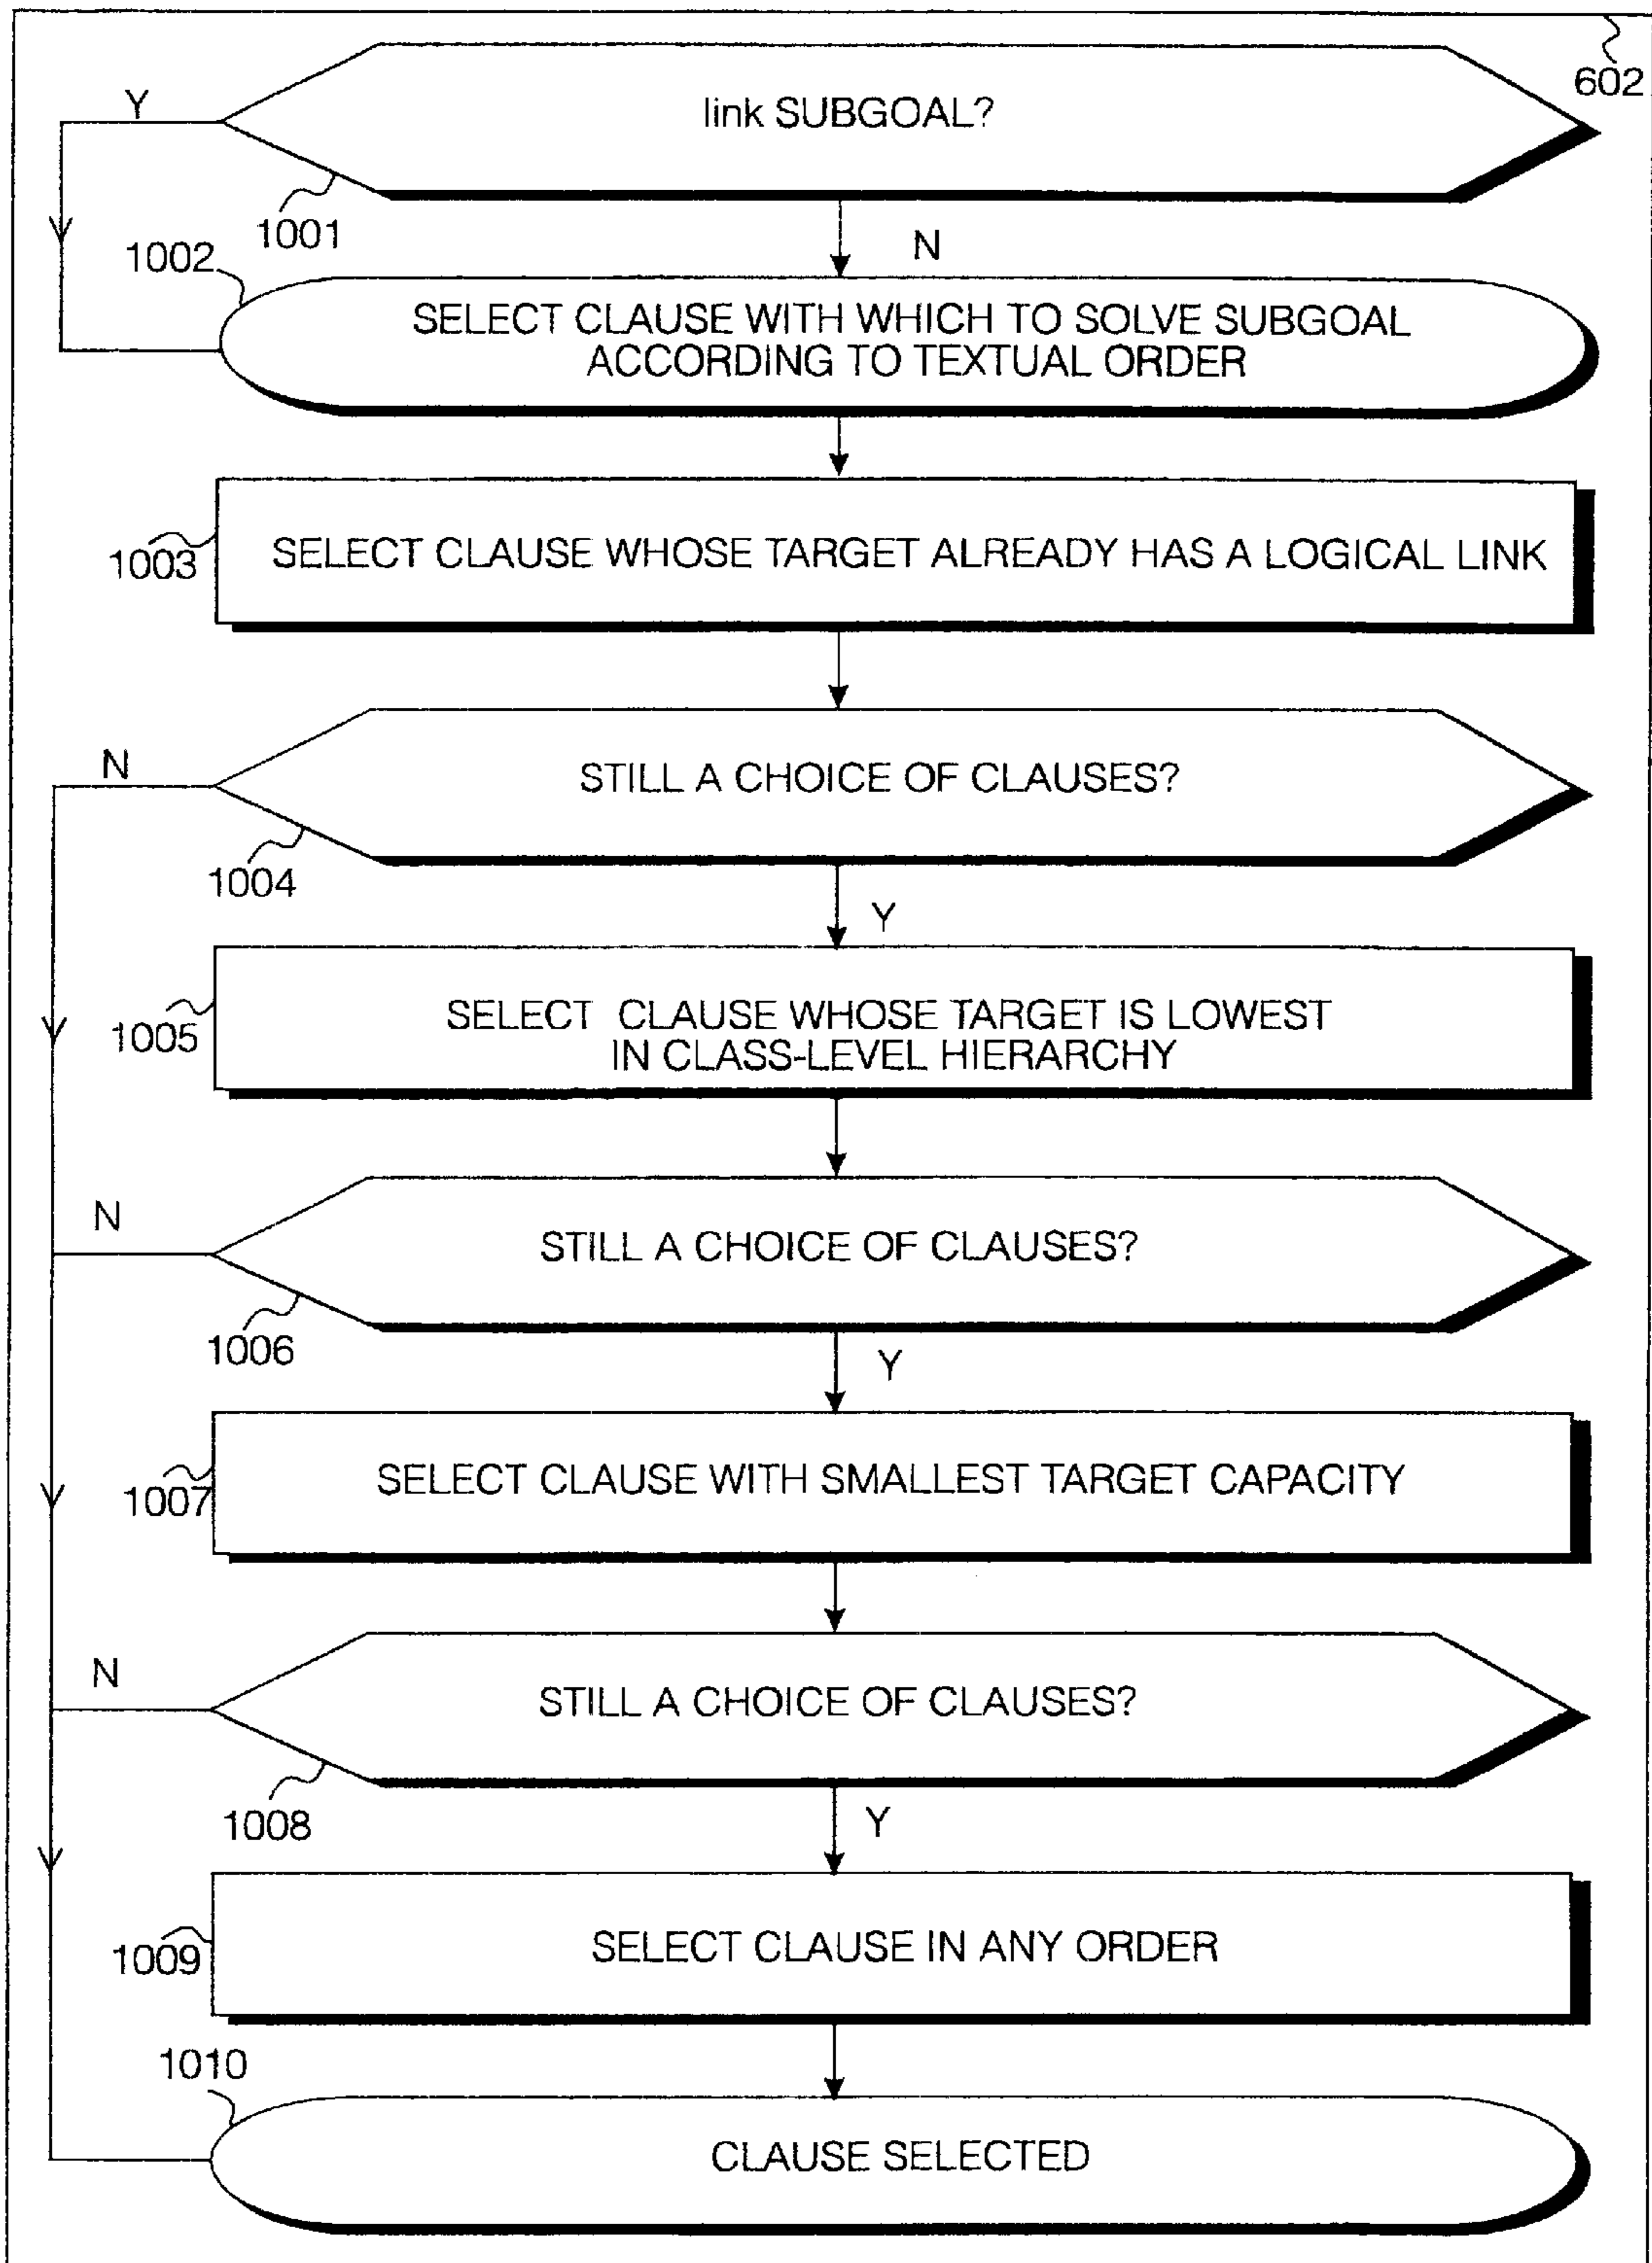 602
link SUBGOAL?
Y
1001
N
1002
SELECT CLAUSE WITH WHICH TO SOLVE SUBGOAL
ACCORDING TO TEXTUAL ORDER
1003
SELECT CLAUSE WHOSE TARGET ALREADY HAS A LOGICAL LINK
N
STILL A CHOICE OF CLAUSES?
1004
Y
1005
SELECT CLAUSE WHOSE TARGET IS LOWEST
IN CLASS-LEVEL HIERARCHY
N
STILL A CHOICE OF CLAUSES?
1006
Y
1007
SELECT CLAUSE WITH SMALLEST TARGET CAPACITY
N
STILL A CHOICE OF CLAUSES?
1008
Y
1009
SELECT CLAUSE IN ANY ORDER
1010
CLAUSE SELECTED